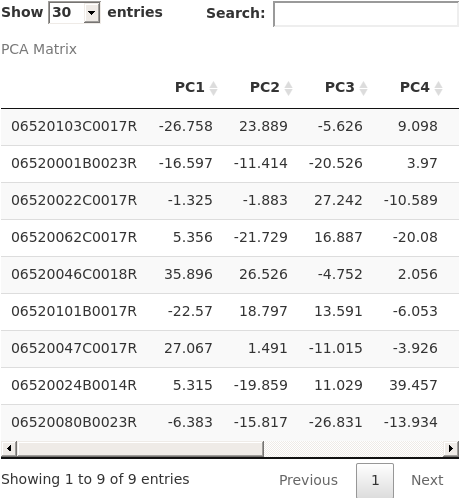 Show 30 entries Search:
PCA Matrix
PC1 PC2 PC3 PC4
06520103C0017R -26.758 23.889 -5.626 9.098
06520001B0023R -16.597 -11.414 -20.526 3.97
06520022C0017R -1.325 -1.883 27.242 -10.589
06520062C0017R 5.356 -21.729 16.887 -20.08
06520046C0018R 35.896 26.526 -4.752 2.056
06520101B0017R -22.57 18.797 13.591 -6.053
06520047C0017R 27.067 1.491 -11.015 -3.926
06520024B0014R 5.315 -19.859 11.029 39.457
06520080B0023R -6.383 -15.817 -26.831 -13.934
Showing 1 to 9 of 9 entries Previous 1 Next